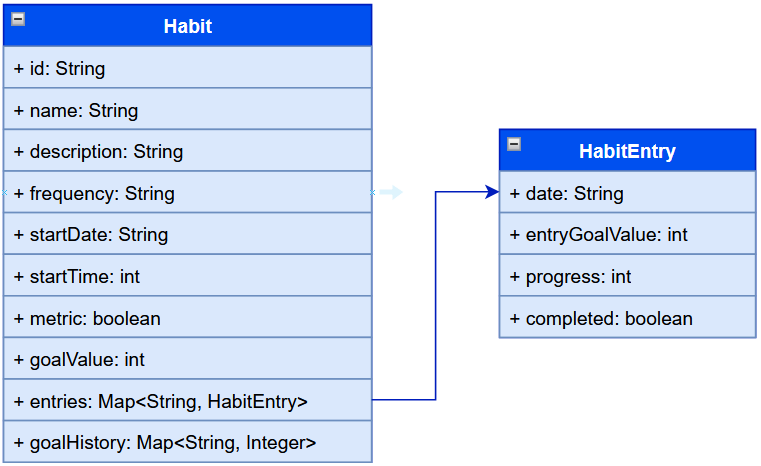 Habit
+ id: String
+ name: String
+ description: String
+ frequency: String
+ startDate: String
+ startTime: int
+ metric: boolean
+ goalValue: int
+ entries: Map<String, HabitEntry>
+ goalHistory: Map<String, Integer>
HabitEntry
+ date: String
+ entryGoalValue: int
+ progress: int
+ completed: boolean